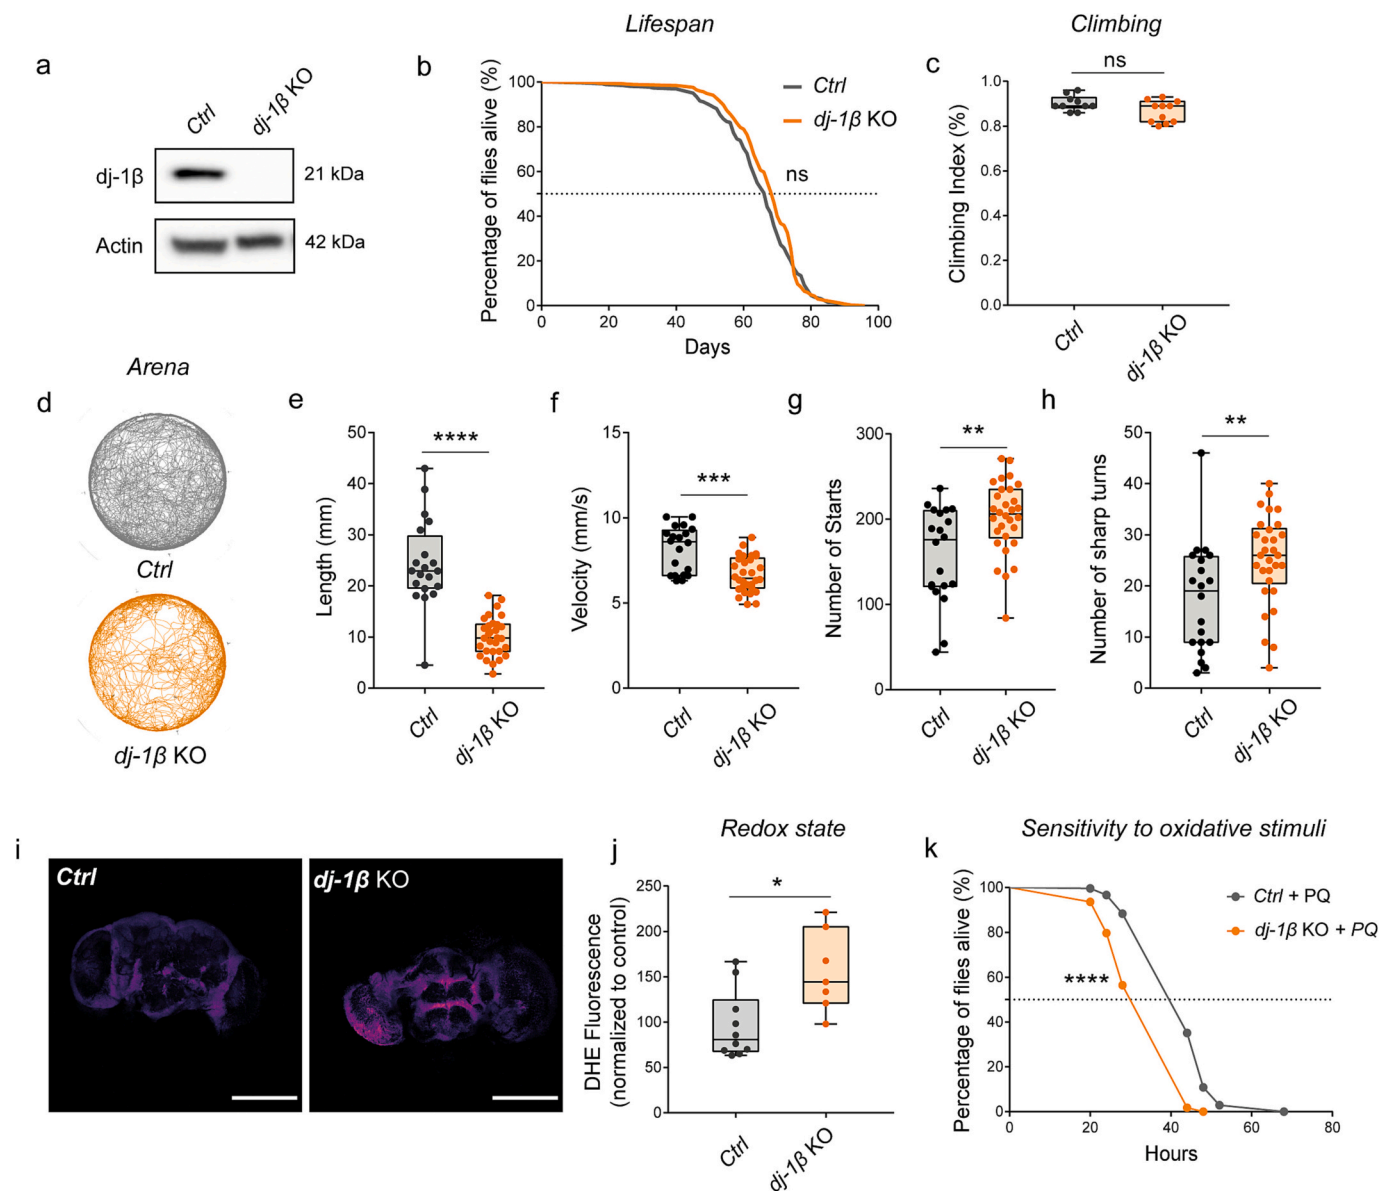 Lifespan
Climbing
a
Ctrl
dj-1β KO
dj-1β
21 kDa
Actin
42 kDa
b
Percentage of flies alive (%)
100
80
60
40
20
0
0 20 40 60 80 100
Days
Ctrl
dj-1β KO
ns
c
Climbing Index (%)
1.0
0.8
0.6
0.4
0.2
0.0
ns
Ctrl
dj-1β KO
Arena
d
Ctrl
dj-1β KO
e
Length (mm)
50
40
30
20
10
0
****
Ctrl
dj-1β KO
f
Velocity (mm/s)
15
10
5
0
***
Ctrl
dj-1β KO
g
Number of Starts
300
200
100
0
**
Ctrl
dj-1β KO
h
Number of sharp turns
50
40
30
20
10
0
**
Ctrl
dj-1β KO
i
Ctrl
dj-1β KO
Redox state
j
DHE Fluorescence
(normalized to control)
250
200
150
100
50
0
*
Ctrl
dj-1β KO
Sensitivity to oxidative stimuli
k
Percentage of flies alive (%)
100
80
60
40
20
0
0 20 40 60 80
Hours
****
Ctrl + PQ
dj-1β KO + PQ